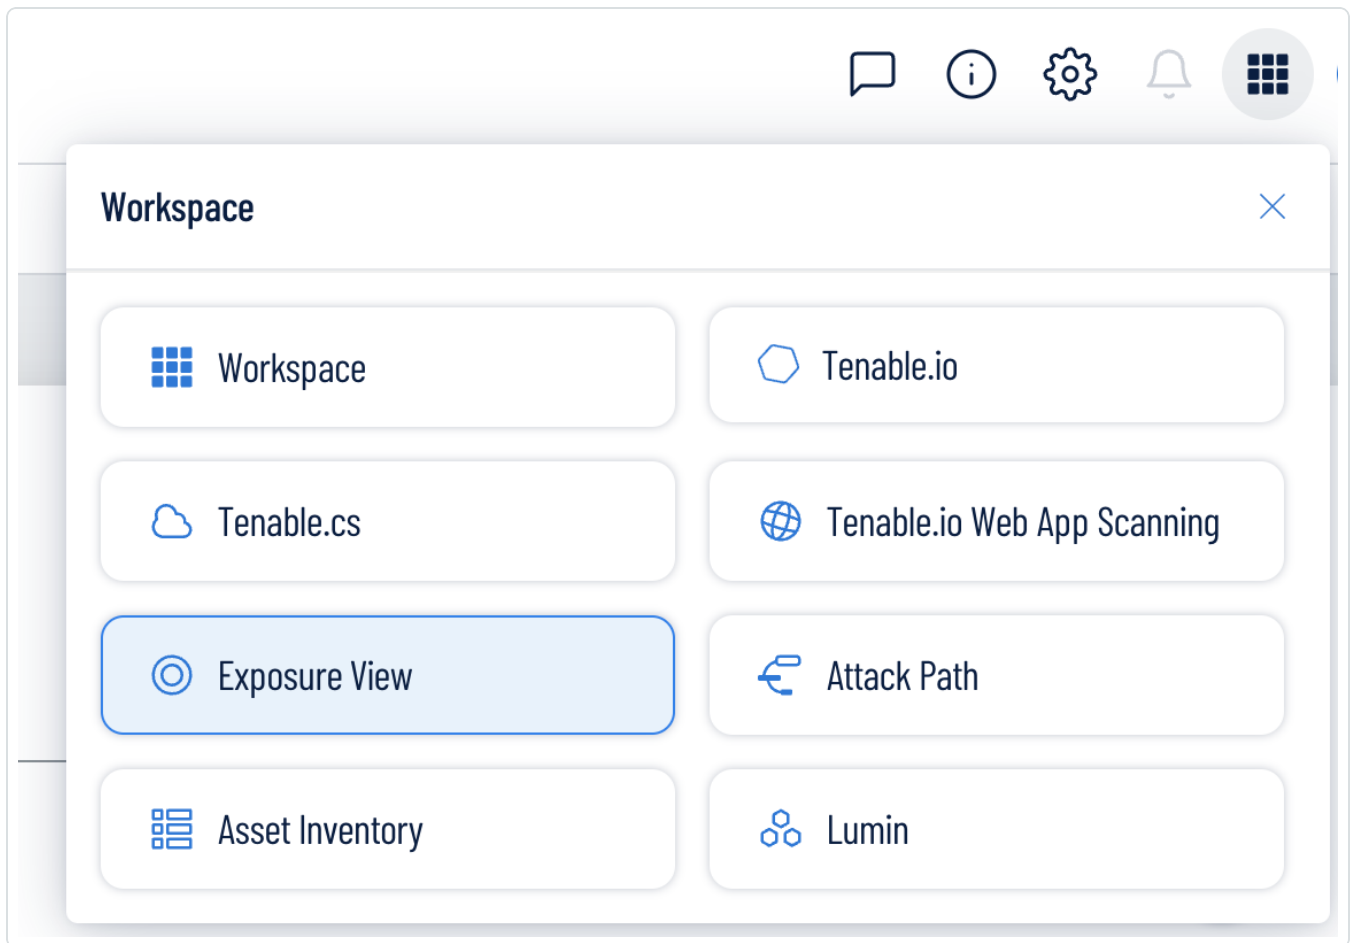 Workspace
Workspace
Tenable.io
Tenable.cs
Tenable.io Web App Scanning
Exposure View
Attack Path
Asset Inventory
Lumin